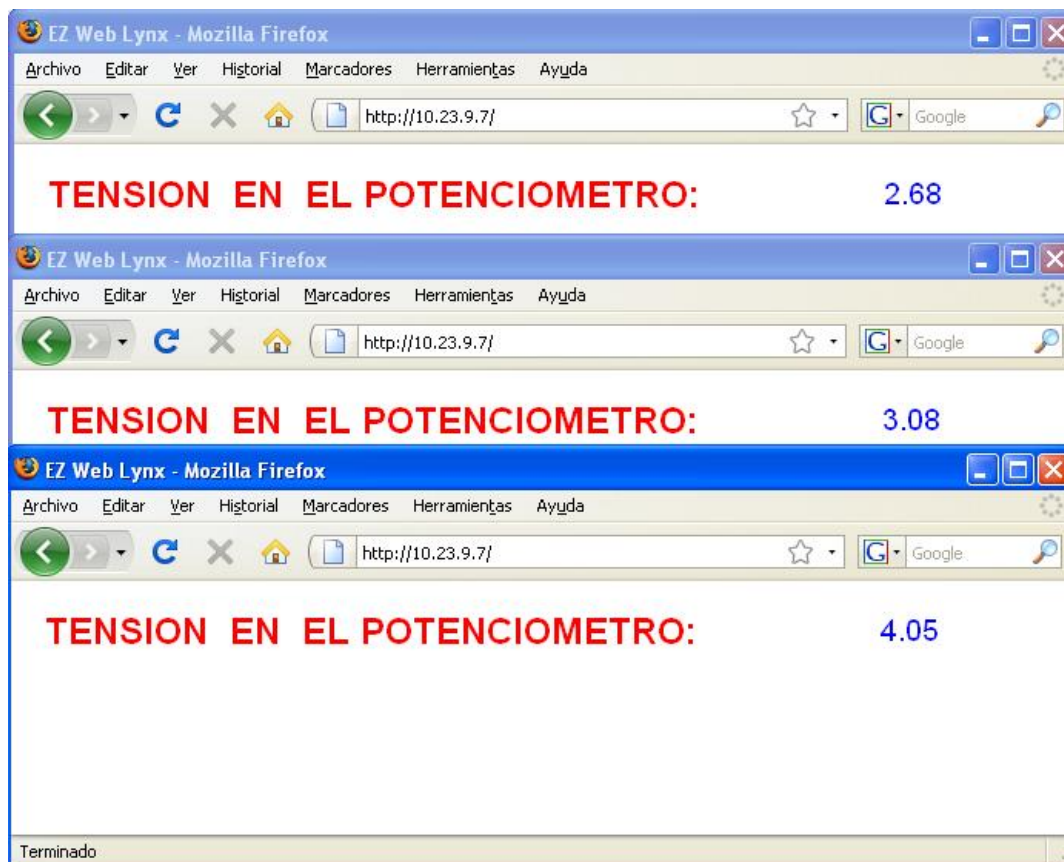 EZ Web Lynx - Mozilla Firefox
Archivo Editar Ver Historial Marcadores Herramientas Ayuda
http://10.23.9.7/ G Google
TENSION EN EL POTENCIOMETRO: 2.68
EZ Web Lynx - Mozilla Firefox
Archivo Editar Ver Historial Marcadores Herramientas Ayuda
http://10.23.9.7/ G Google
TENSION EN EL POTENCIOMETRO: 3.08
EZ Web Lynx - Mozilla Firefox
Archivo Editar Ver Historial Marcadores Herramientas Ayuda
http://10.23.9.7/ G Google
TENSION EN EL POTENCIOMETRO: 4.05
Terminado